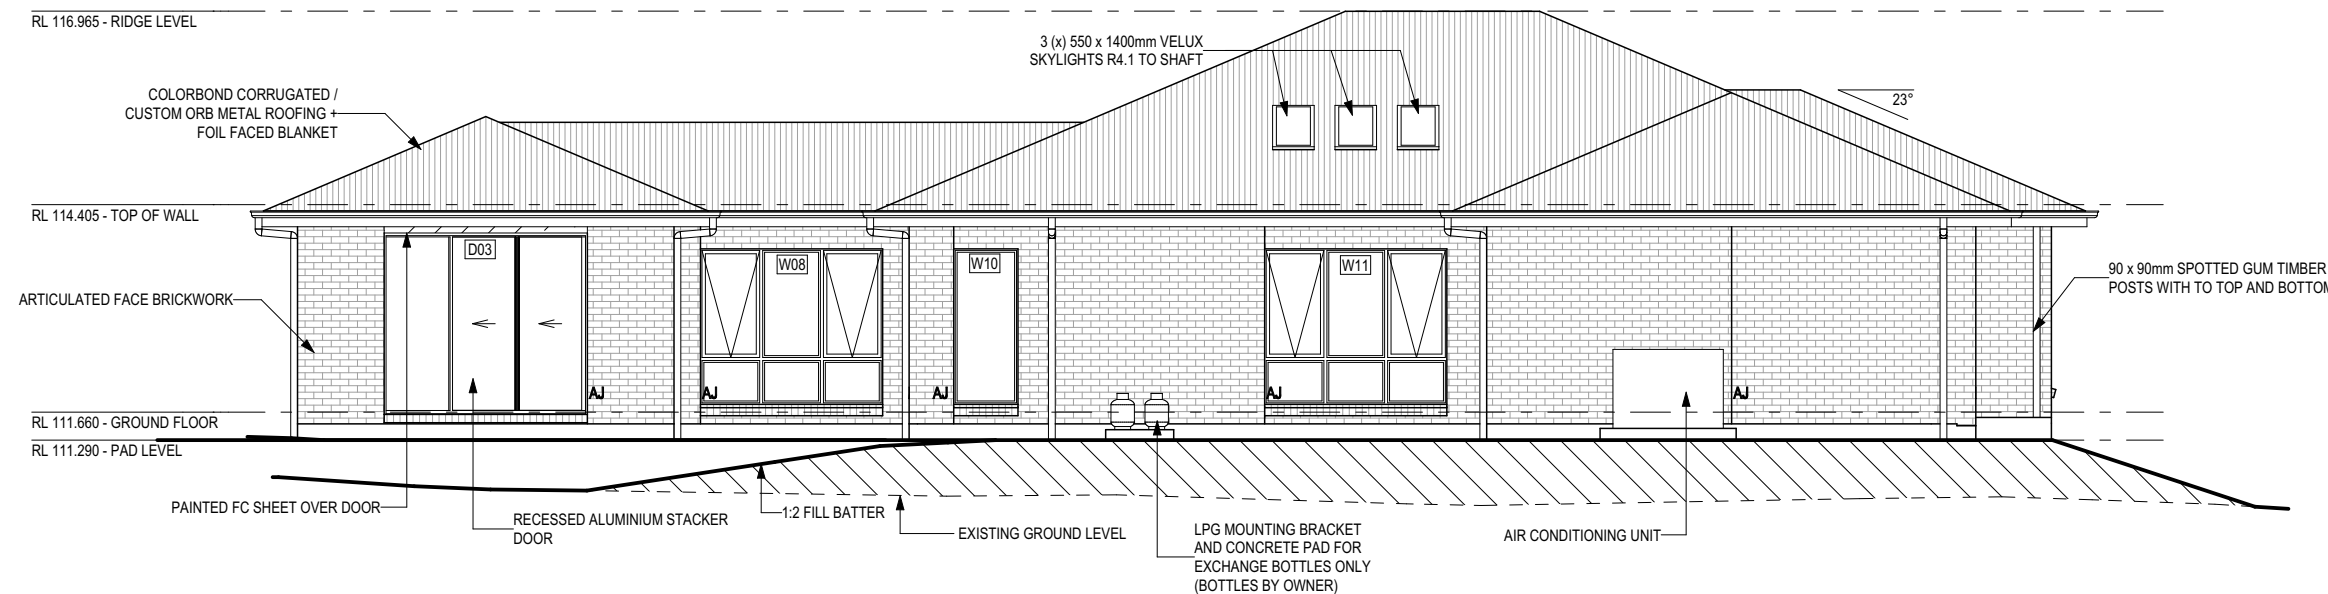 RL 116.965 - RIDGE LEVEL
3 (x) 550 x 1400mm VELUX
SKYLIGHTS R4.1 TO SHAFT
COLORBOND CORRUGATED /
CUSTOM ORB METAL ROOFING +
FOIL FACED BLANKET
23°
RL 114.405 - TOP OF WALL
D03
W08
W10
W11
90 x 90mm SPOTTED GUM TIMBER
POSTS WITH TO TOP AND BOTTOM
ARTICULATED FACE BRICKWORK
AJ
AJ
AJ
AJ
AJ
RL 111.660 - GROUND FLOOR
RL 111.290 - PAD LEVEL
PAINTED FC SHEET OVER DOOR
RECESSED ALUMINIUM STACKER
DOOR
1:2 FILL BATTER
EXISTING GROUND LEVEL
LPG MOUNTING BRACKET
AND CONCRETE PAD FOR
EXCHANGE BOTTLES ONLY
(BOTTLES BY OWNER)
AIR CONDITIONING UNIT